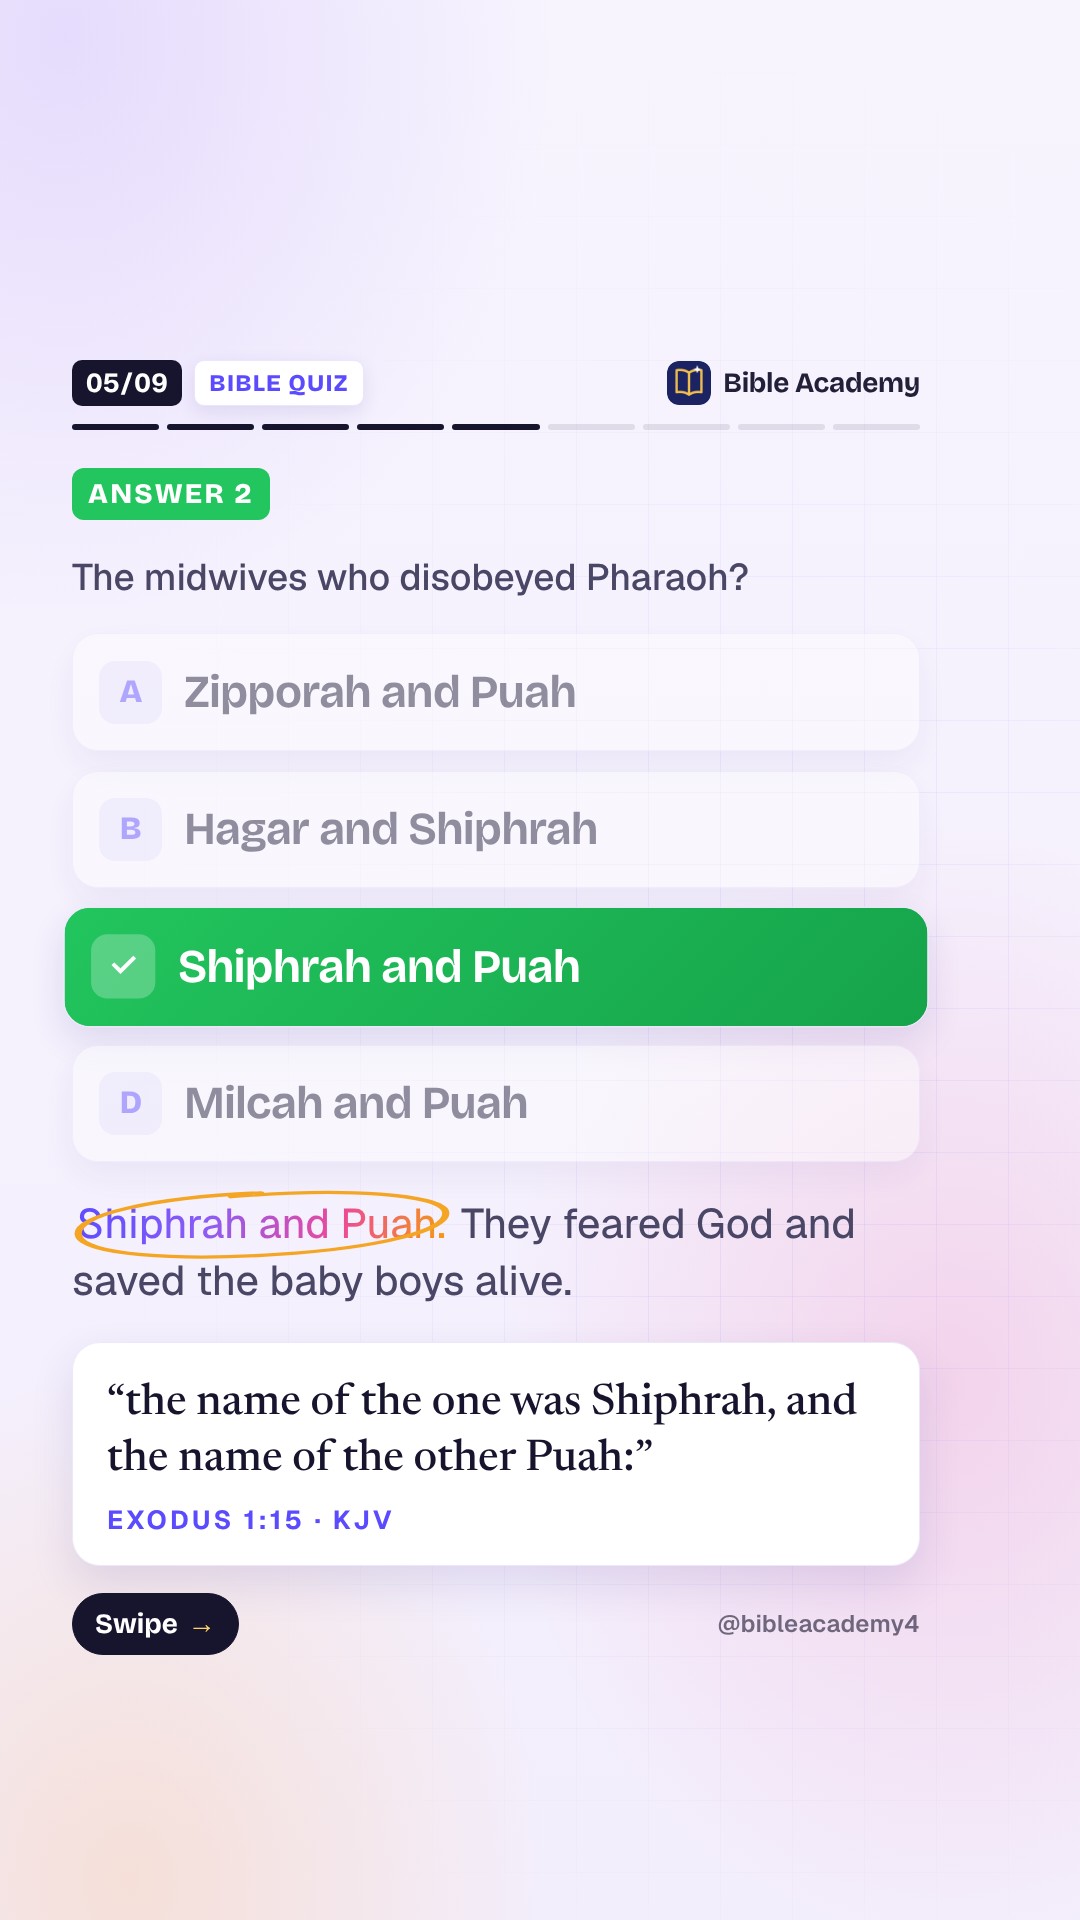 05/09 BIBLE QUIZ Bible Academy
ANSWER 2
The midwives who disobeyed Pharaoh?
A Zipporah and Puah
B Hagar and Shiphrah
✓ Shiphrah and Puah
D Milcah and Puah
Shiphrah and Puah. They feared God and
saved the baby boys alive.
“the name of the one was Shiphrah, and
the name of the other Puah:”
EXODUS 1:15 · KJV
Swipe → @bibleacademy4